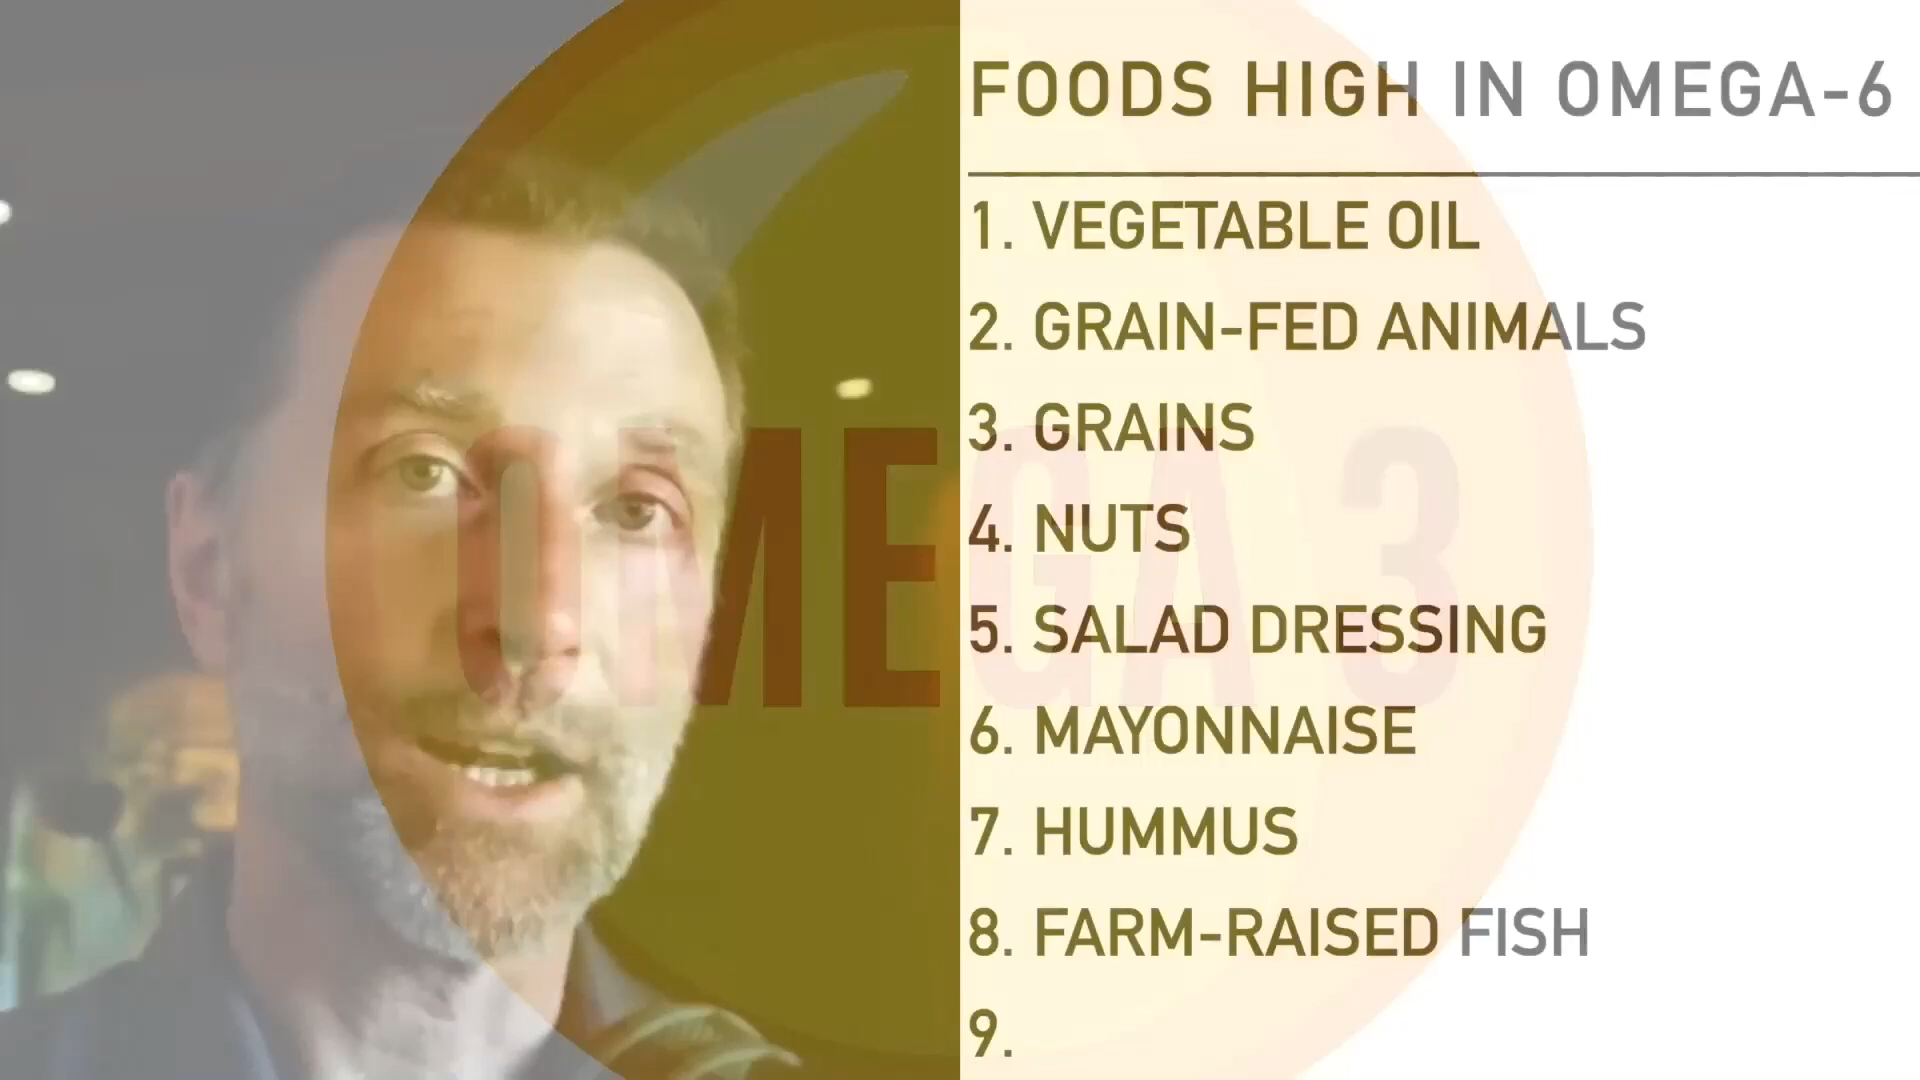 FOODS HIGH IN OMEGA-6
1. VEGETABLE OIL
2. GRAIN-FED ANIMALS
3. GRAINS
4. NUTS
5. SALAD DRESSING
6. MAYONNAISE
7. HUMMUS
8. FARM-RAISED FISH
9.
OMEGA 3